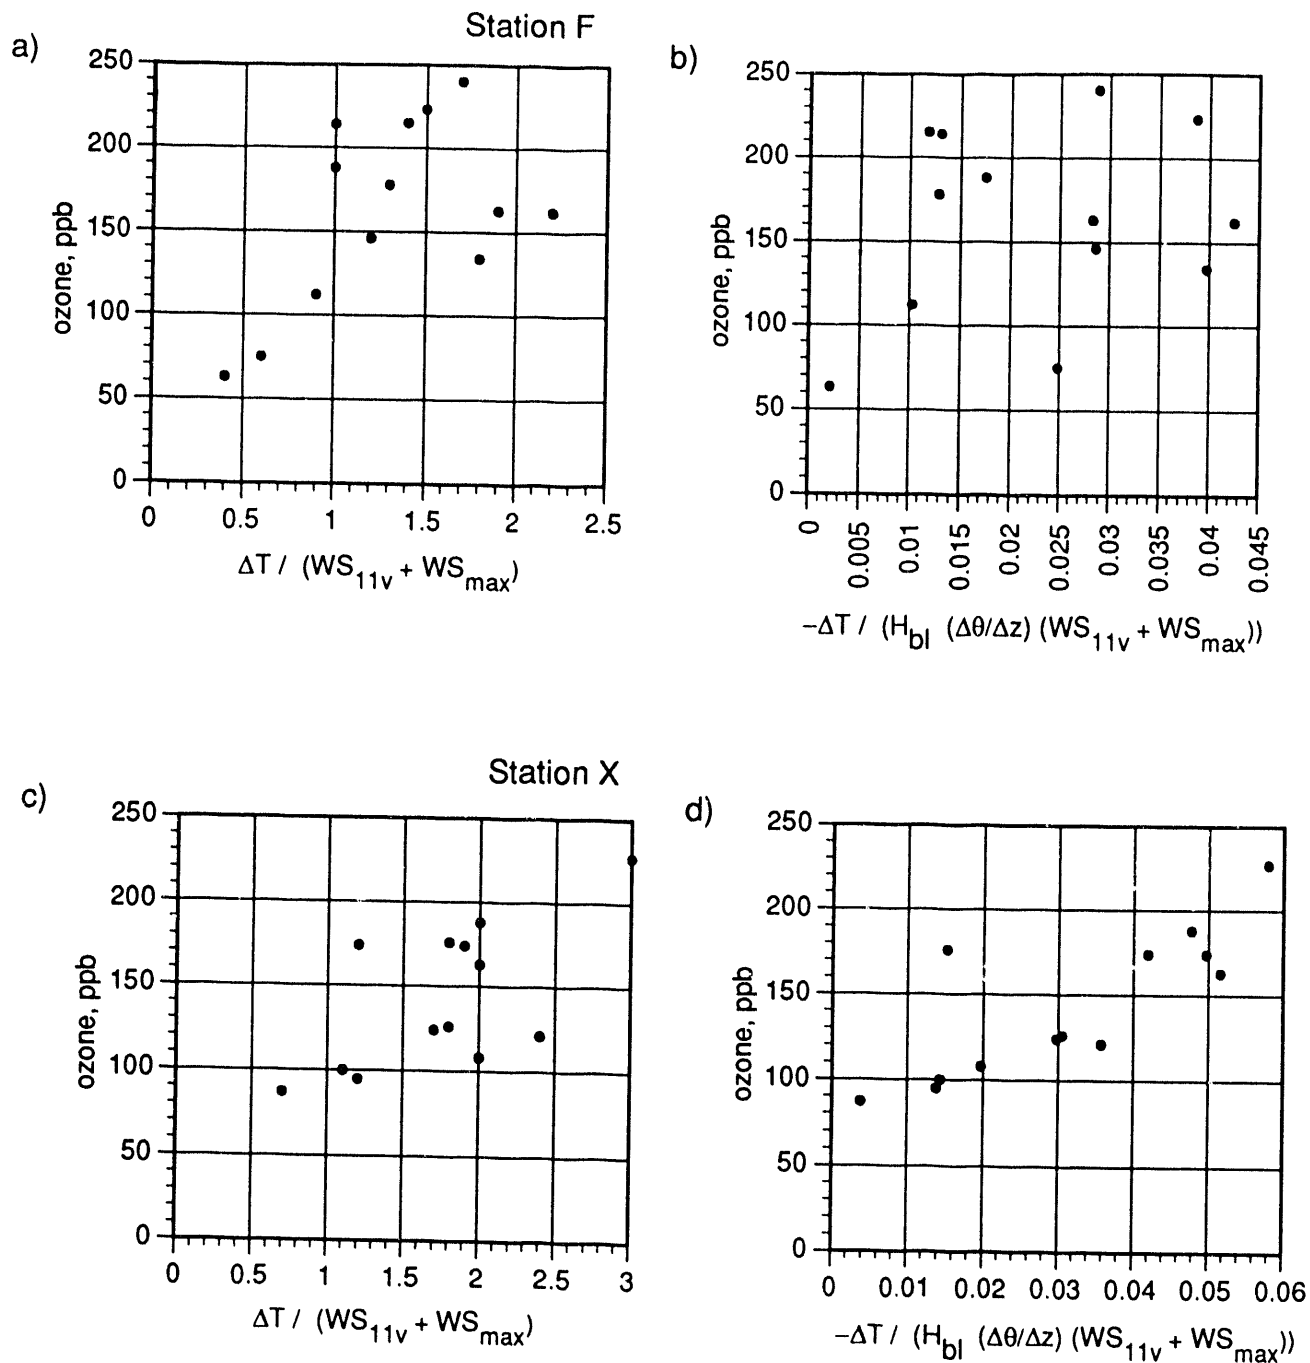 Station F
a)
250
200
150
100
50
0
ozone, ppb
0 0.5 1 1.5 2 2.5
ΔT / (WS11v + WSmax)
b)
250
200
150
100
50
0
ozone, ppb
0 0.005 0.01 0.015 0.02 0.025 0.03 0.035 0.04 0.045
−ΔT / (Hbl (Δθ/Δz) (WS11v + WSmax))
Station X
c)
250
200
150
100
50
0
ozone, ppb
0 0.5 1 1.5 2 2.5 3
ΔT / (WS11v + WSmax)
d)
250
200
150
100
50
0
ozone, ppb
0 0.01 0.02 0.03 0.04 0.05 0.06
−ΔT / (Hbl (Δθ/Δz) (WS11v + WSmax))